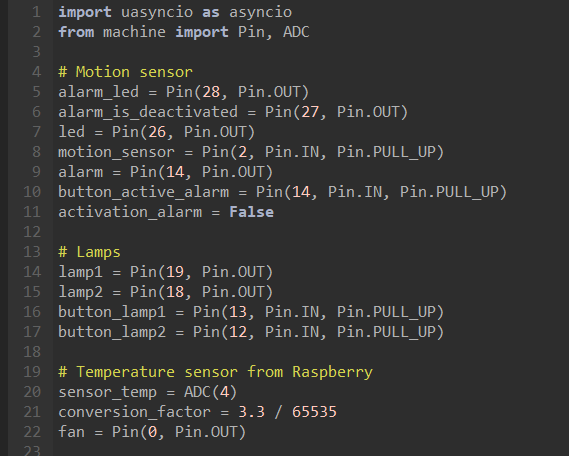 1 import uasyncio as asyncio
2 from machine import Pin, ADC
3
4 # Motion sensor
5 alarm_led = Pin(28, Pin.OUT)
6 alarm_is_deactivated = Pin(27, Pin.OUT)
7 led = Pin(26, Pin.OUT)
8 motion_sensor = Pin(2, Pin.IN, Pin.PULL_UP)
9 alarm = Pin(14, Pin.OUT)
10 button_active_alarm = Pin(14, Pin.IN, Pin.PULL_UP)
11 activation_alarm = False
12
13 # Lamps
14 lamp1 = Pin(19, Pin.OUT)
15 lamp2 = Pin(18, Pin.OUT)
16 button_lamp1 = Pin(13, Pin.IN, Pin.PULL_UP)
17 button_lamp2 = Pin(12, Pin.IN, Pin.PULL_UP)
18
19 # Temperature sensor from Raspberry
20 sensor_temp = ADC(4)
21 conversion_factor = 3.3 / 65535
22 fan = Pin(0, Pin.OUT)
23